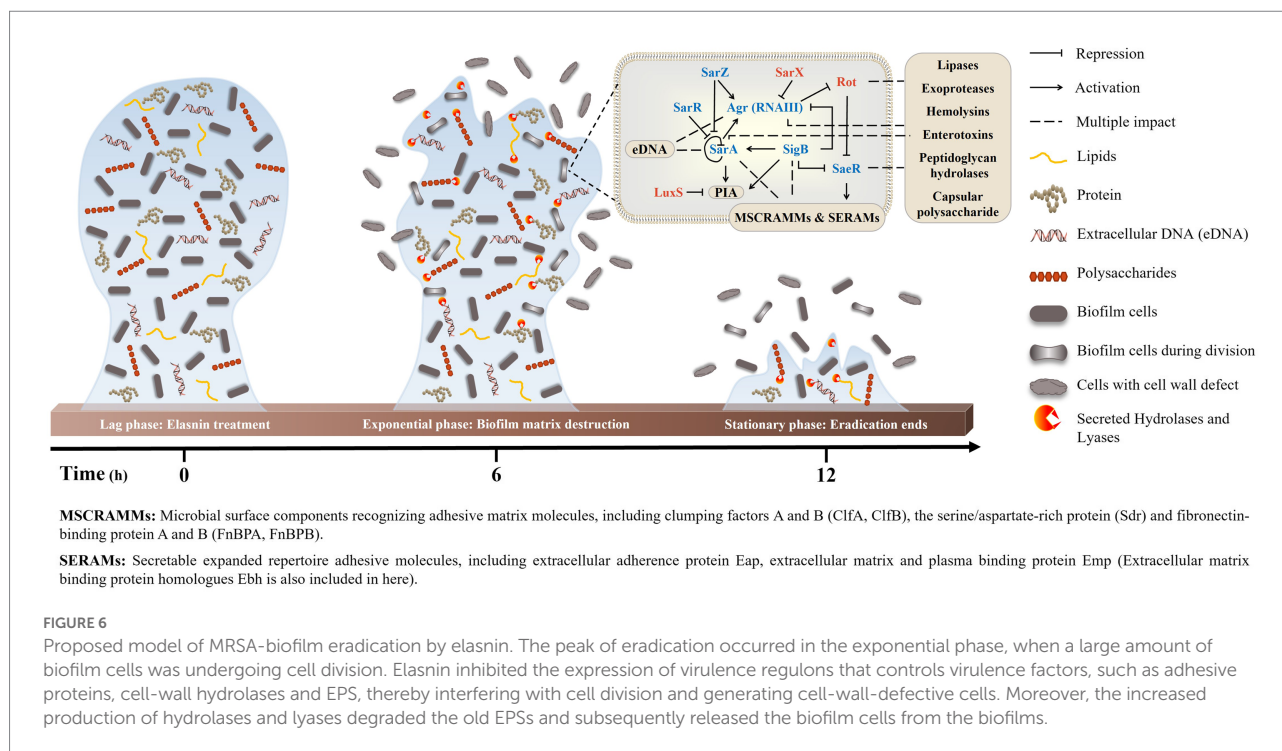 SarZ
SarX
Rot
SarR
Agr (RNAIII)
eDNA
SarA
SigB
SaeR
LuxS
PIA
MSCRAMMs & SERAMs
Lipases
Exoproteases
Hemolysins
Enterotoxins
Peptidoglycan
hydrolases
Capsular
polysaccharide
Repression
Activation
Multiple impact
Lipids
Protein
Extracellular DNA (eDNA)
Polysaccharides
Biofilm cells
Biofilm cells during division
Cells with cell wall defect
Secreted Hydrolases and
Lyases
Lag phase: Elasnin treatment
Exponential phase: Biofilm matrix destruction
Stationary phase: Eradication ends
Time (h) 0 6 12
MSCRAMMs: Microbial surface components recognizing adhesive matrix molecules, including clumping factors A and B (ClfA, ClfB), the serine/aspartate-rich protein (Sdr) and fibronectin-
binding protein A and B (FnBPA, FnBPB).
SERAMs: Secretable expanded repertoire adhesive molecules, including extracellular adherence protein Eap, extracellular matrix and plasma binding protein Emp (Extracellular matrix
binding protein homologues Ebh is also included in here).
FIGURE 6
Proposed model of MRSA-biofilm eradication by elasnin. The peak of eradication occurred in the exponential phase, when a large amount of
biofilm cells was undergoing cell division. Elasnin inhibited the expression of virulence regulons that controls virulence factors, such as adhesive
proteins, cell-wall hydrolases and EPS, thereby interfering with cell division and generating cell-wall-defective cells. Moreover, the increased
production of hydrolases and lyases degraded the old EPSs and subsequently released the biofilm cells from the biofilms.